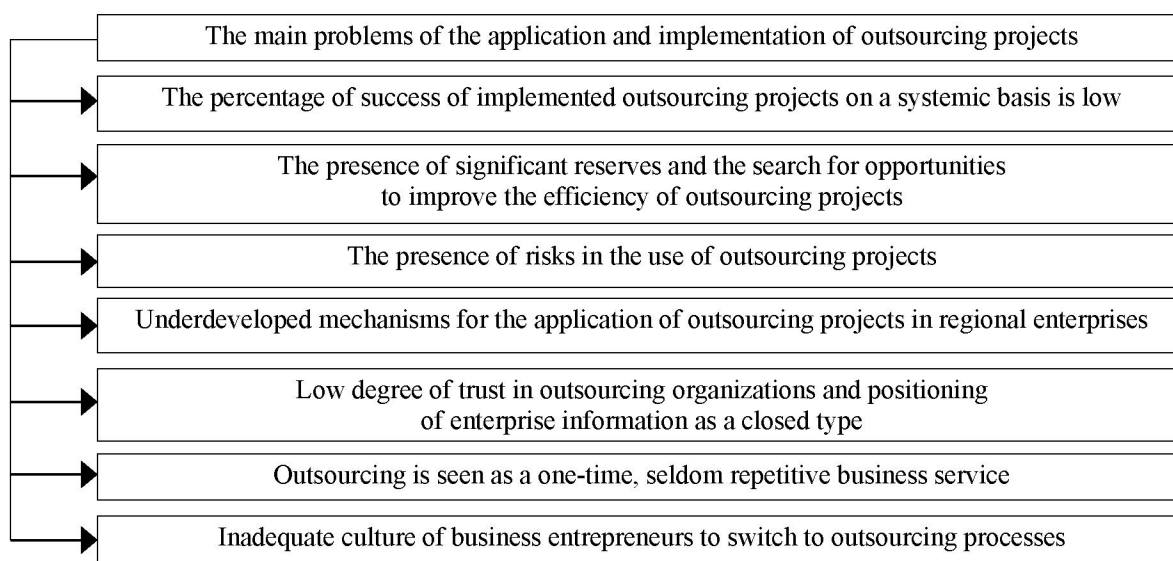 The main problems of the application and implementation of outsourcing projects
The percentage of success of implemented outsourcing projects on a systemic basis is low
The presence of significant reserves and the search for opportunities
to improve the efficiency of outsourcing projects
The presence of risks in the use of outsourcing projects
Underdeveloped mechanisms for the application of outsourcing projects in regional enterprises
Low degree of trust in outsourcing organizations and positioning
of enterprise information as a closed type
Outsourcing is seen as a one-time, seldom repetitive business service
Inadequate culture of business entrepreneurs to switch to outsourcing processes